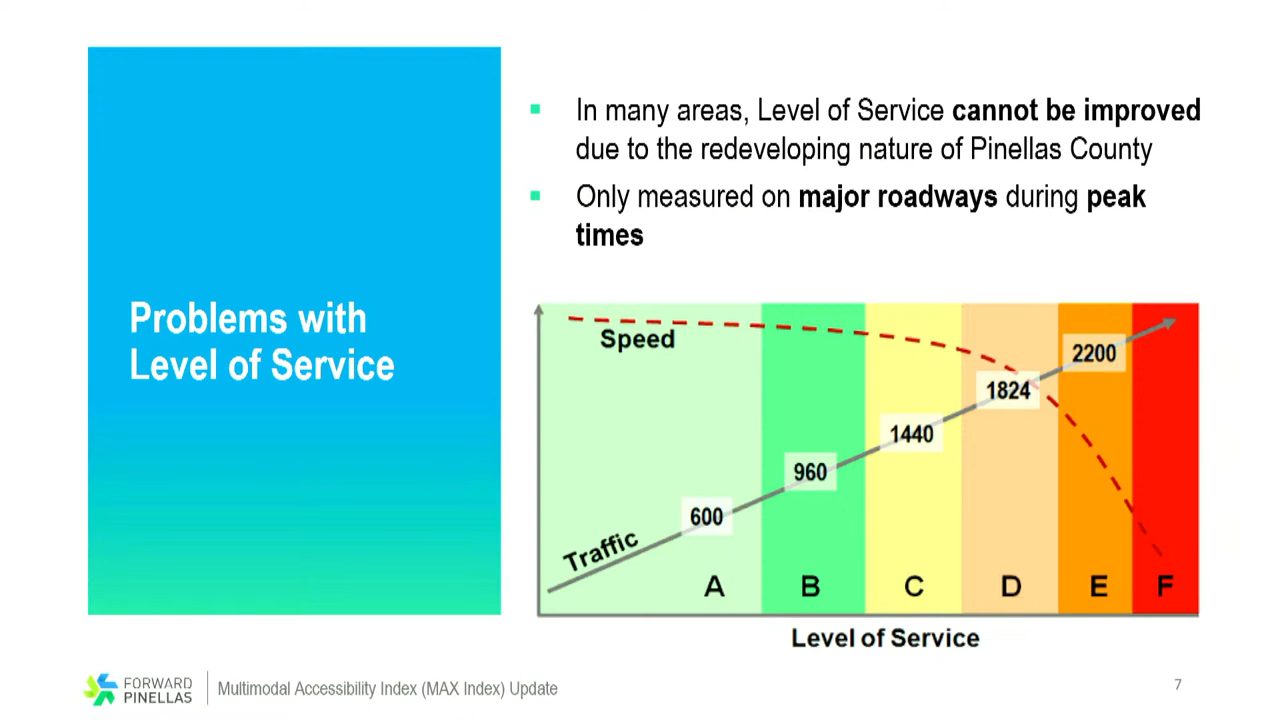 Problems with
Level of Service
In many areas, Level of Service cannot be improved
due to the redeveloping nature of Pinellas County
Only measured on major roadways during peak
times
Speed
2200
1824
1440
960
600
Traffic
A B C D E F
Level of Service
FORWARD
PINELLAS
Multimodal Accessibility Index (MAX Index) Update
7